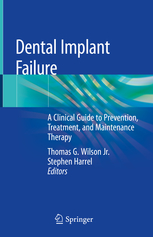 Dental Implant
Failure
A Clinical Guide to Prevention,
Treatment, and Maintenance
Therapy
Thomas G. Wilson Jr.
Stephen Harrel
Editors
Springer